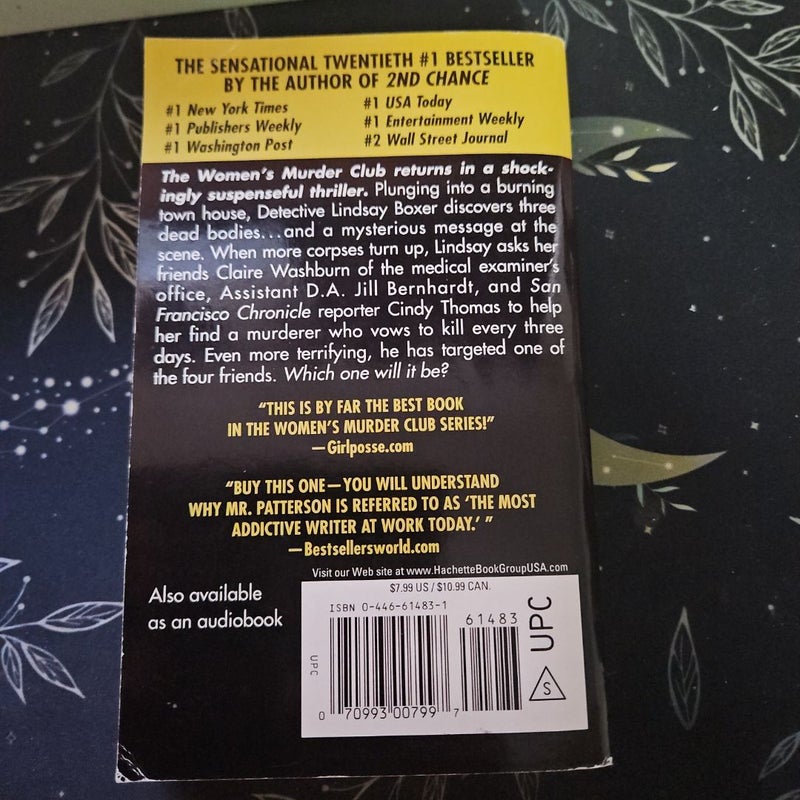 THE SENSATIONAL TWENTIETH #1 BESTSELLER
BY THE AUTHOR OF 2ND CHANCE
#1 New York Times
#1 Publishers Weekly
#1 Washington Post
#1 USA Today
#1 Entertainment Weekly
#2 Wall Street Journal
The Women's Murder Club returns in a shock-
ingly suspenseful thriller. Plunging into a burning
town house, Detective Lindsay Boxer discovers three
dead bodies...and a mysterious message at the
scene. When more corpses turn up, Lindsay asks her
friends Claire Washburn of the medical examiner's
office, Assistant D.A. Jill Bernhardt, and San
Francisco Chronicle reporter Cindy Thomas to help
her find a murderer who vows to kill every three
days. Even more terrifying, he has targeted one of
the four friends. Which one will it be?
"THIS IS BY FAR THE BEST BOOK
IN THE WOMEN'S MURDER CLUB SERIES!"
—Girlposse.com
"BUY THIS ONE—YOU WILL UNDERSTAND
WHY MR. PATTERSON IS REFERRED TO AS 'THE MOST
ADDICTIVE WRITER AT WORK TODAY.' "
—Bestsellersworld.com
Visit our Web site at www.HachetteBookGroupUSA.com
Also available
as an audiobook
$7.99 US / $10.99 CAN.
ISBN 0-446-61483-1
61483
UPC
UPC
S
0 70993 00799 7